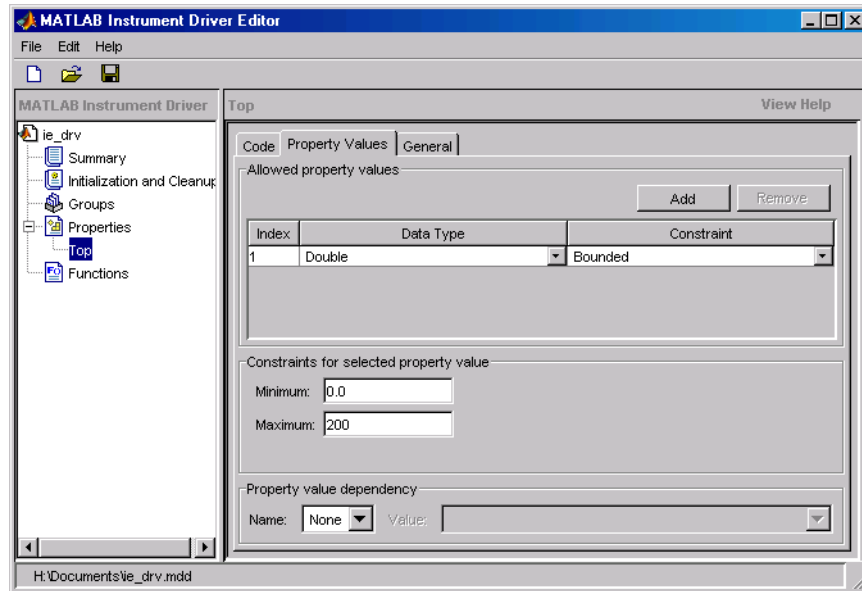 MATLAB Instrument Driver Editor
File Edit Help
MATLAB Instrument Driver
Top View Help
ie_drv
Summary
Initialization and Cleanup
Groups
Properties
Top
Functions
Code Property Values General
Allowed property values
Add Remove
Index Data Type Constraint
1 Double Bounded
Constraints for selected property value
Minimum: 0.0
Maximum: 200
Property value dependency
Name: None Value:
H:\Documents\ie_drv.mdd